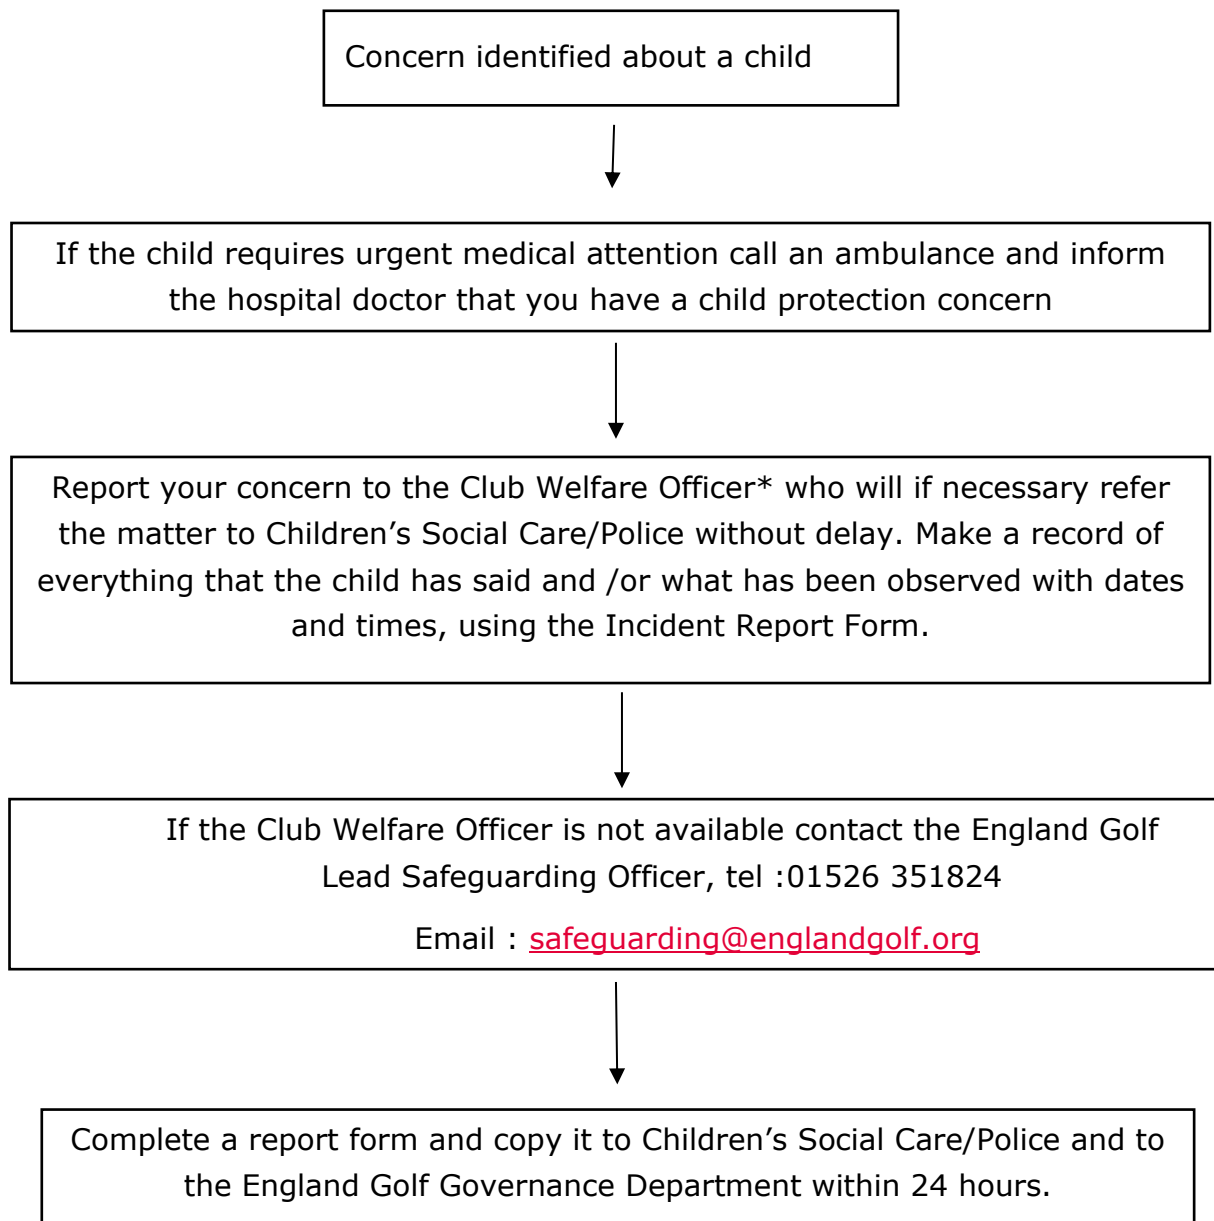 Concern identified about a child
If the child requires urgent medical attention call an ambulance and inform
the hospital doctor that you have a child protection concern
Report your concern to the Club Welfare Officer* who will if necessary refer
the matter to Children’s Social Care/Police without delay. Make a record of
everything that the child has said and /or what has been observed with dates
and times, using the Incident Report Form.
If the Club Welfare Officer is not available contact the England Golf
Lead Safeguarding Officer, tel :01526 351824
Email : safeguarding@englandgolf.org
Complete a report form and copy it to Children’s Social Care/Police and to
the England Golf Governance Department within 24 hours.